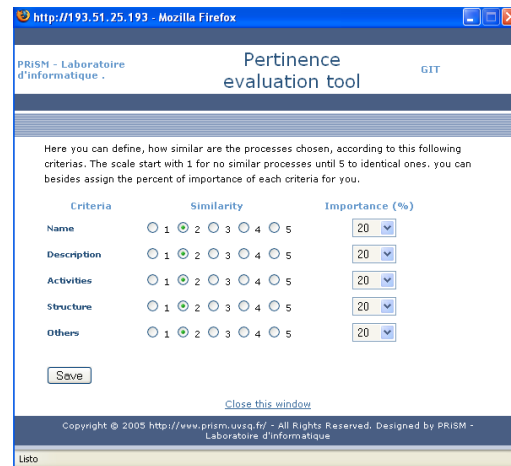 http://193.51.25.193 - Mozilla Firefox
PRiSM - Laboratoire
d'informatique .
Pertinence
evaluation tool
GIT
Here you can define, how similar are the processes chosen, according to this following
criterias. The scale start with 1 for no similar processes until 5 to identical ones. you can
besides assign the percent of importance of each criteria for you.
Criteria Similarity Importance (%)
Name 1 2 3 4 5 20
Description 1 2 3 4 5 20
Activities 1 2 3 4 5 20
Structure 1 2 3 4 5 20
Others 1 2 3 4 5 20
Save
Close this window
Copyright © 2005 http://www.prism.uvsq.fr/ - All Rights Reserved. Designed by PRiSM -
Laboratoire d'informatique
Listo